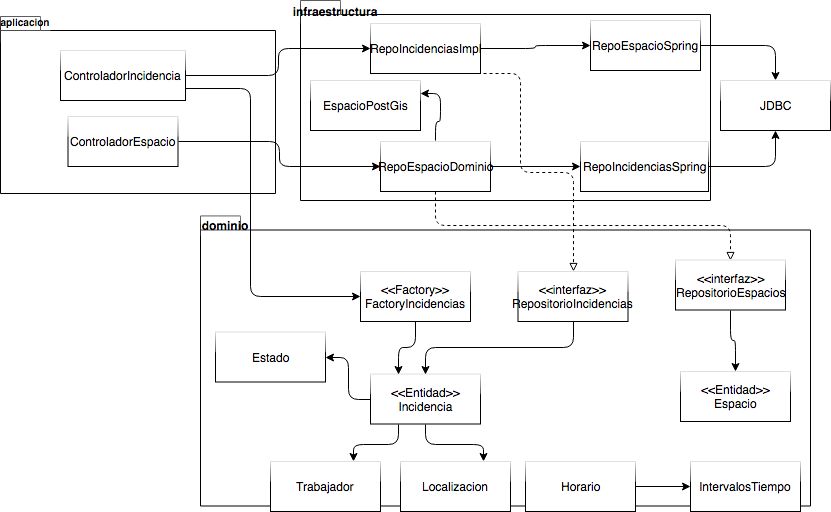 aplicacion
infraestructura
ControladorIncidencia
RepoIncidenciasImpl
RepoEspacioSpring
EspacioPostGis
JDBC
ControladorEspacio
RepoEspacioDominio
RepoIncidenciasSpring
dominio
<<Factory>>
FactoryIncidencias
<<interfaz>>
RepositorioIncidencias
<<interfaz>>
RepositorioEspacios
Estado
<<Entidad>>
Incidencia
<<Entidad>>
Espacio
Trabajador
Localizacion
Horario
IntervalosTiempo